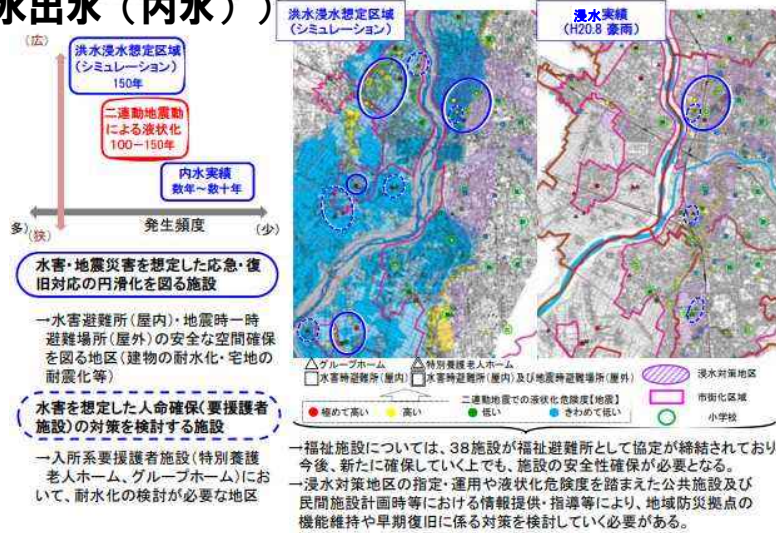 水出水（内水））
(広)
洪水浸水想定区域
(シミュレーション)
150年
二連動地震動
による液状化
100－150年
内水実績
数年～数十年
多)
(狭)
発生頻度
(少)
水害・地震災害を想定した応急・復
旧対応の円滑化を図る施設
→水害避難所(屋内)・地震時一時
避難場所(屋外)の安全な空間確保
を図る地区(建物の耐水化・宅地の
耐震化等)
水害を想定した人命確保(要援護者
施設)の対策を検討する施設
→入所系要援護者施設(特別養護
老人ホーム、グループホーム)にお
いて、耐水化の検討が必要な地区
洪水浸水想定区域
(シミュレーション)
浸水実績
(H20.8 豪雨)
グループホーム
特別養護老人ホーム
水害時避難所(屋内)
水害時避難所(屋内)及び地震時避難場所(屋外)
二連動地震での液状化危険度【地震】
極めて高い
高い
低い
きわめて低い
浸水対策地区
市街化区域
小学校
→福祉施設については、38施設が福祉避難所として協定が締結されており
今後、新たに確保していく上でも、施設の安全性確保が必要となる。
→浸水対策地区の指定・運用や液状化危険度を踏まえた公共施設及び
民間施設計画時等における情報提供・指導等により、地域防災拠点の
機能維持や早期復旧に係る対策を検討していく必要がある。